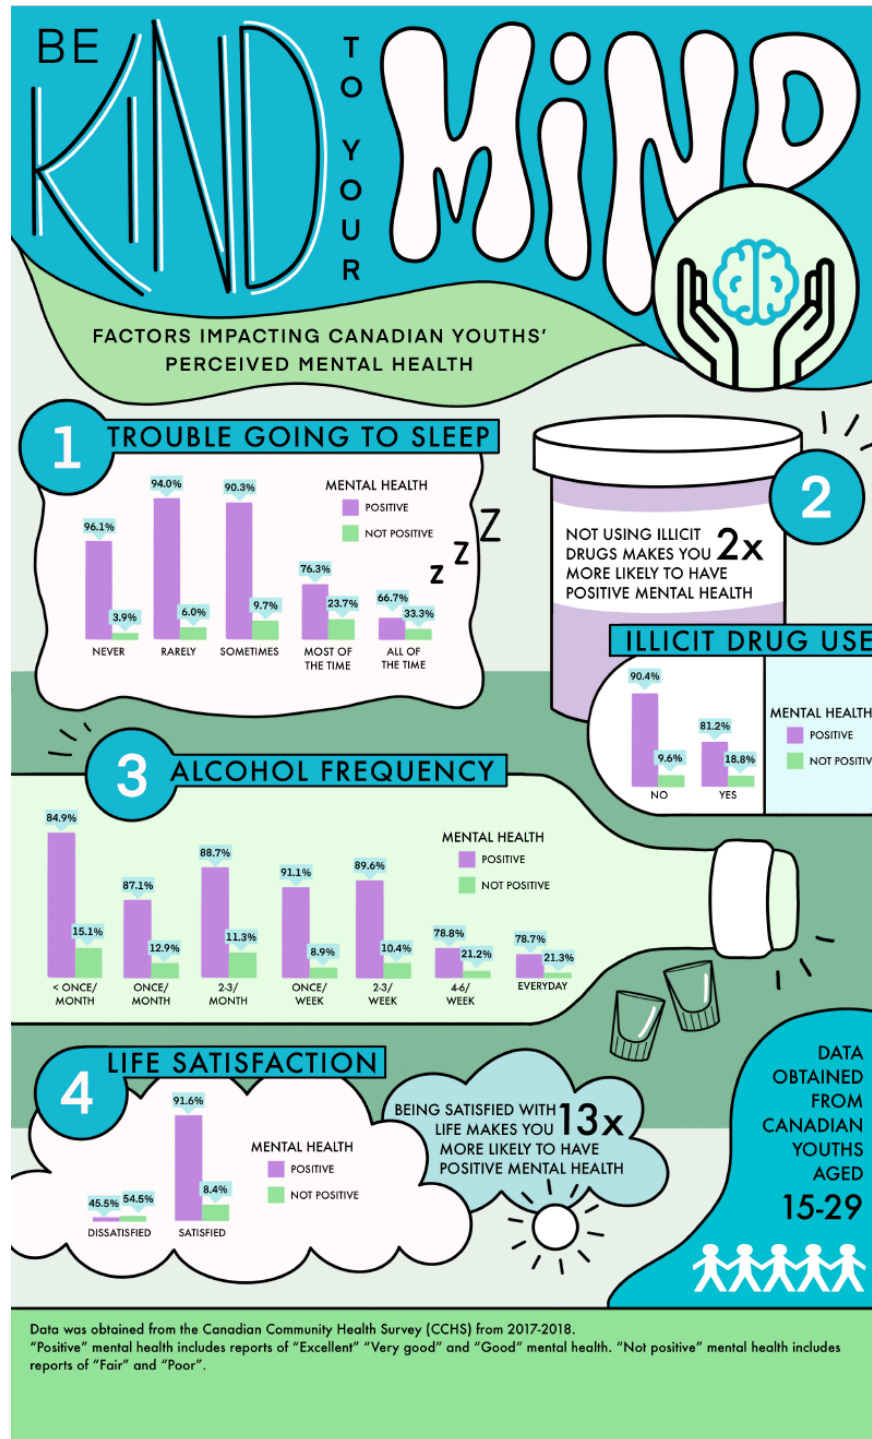 BE
KIND
TO YOUR
MiND
FACTORS IMPACTING CANADIAN YOUTHS'
PERCEIVED MENTAL HEALTH
1
TROUBLE GOING TO SLEEP
MENTAL HEALTH
POSITIVE
NOT POSITIVE
96.1%
3.9%
94.0%
6.0%
90.3%
9.7%
76.3%
23.7%
66.7%
33.3%
NEVER
RARELY
SOMETIMES
MOST OF
THE TIME
ALL OF
THE TIME
z z Z
2
NOT USING ILLICIT
DRUGS MAKES YOU 2x
MORE LIKELY TO HAVE
POSITIVE MENTAL HEALTH
ILLICIT DRUG USE
90.4%
9.6%
81.2%
18.8%
NO
YES
MENTAL HEALTH
POSITIVE
NOT POSITIV
3
ALCOHOL FREQUENCY
MENTAL HEALTH
POSITIVE
NOT POSITIVE
84.9%
15.1%
87.1%
12.9%
88.7%
11.3%
91.1%
8.9%
89.6%
10.4%
78.8%
21.2%
78.7%
21.3%
< ONCE/
MONTH
ONCE/
MONTH
2-3/
MONTH
ONCE/
WEEK
2-3/
WEEK
4-6/
WEEK
EVERYDAY
4
LIFE SATISFACTION
45.5%
54.5%
91.6%
8.4%
DISSATISFIED
SATISFIED
MENTAL HEALTH
POSITIVE
NOT POSITIVE
BEING SATISFIED WITH
LIFE MAKES YOU 13x
MORE LIKELY TO HAVE
POSITIVE MENTAL HEALTH
DATA
OBTAINED
FROM
CANADIAN
YOUTHS
AGED
15-29
Data was obtained from the Canadian Community Health Survey (CCHS) from 2017-2018.
"Positive" mental health includes reports of "Excellent" "Very good" and "Good" mental health. "Not positive" mental health includes
reports of "Fair" and "Poor".